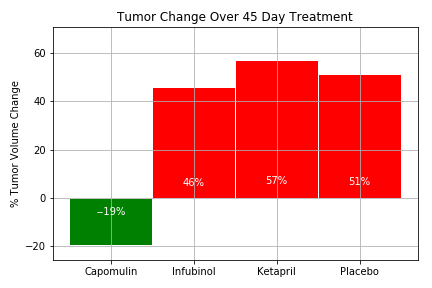 Tumor Change Over 45 Day Treatment
% Tumor Volume Change
60
40
20
0
−20
−19%
46%
57%
51%
Capomulin
Infubinol
Ketapril
Placebo